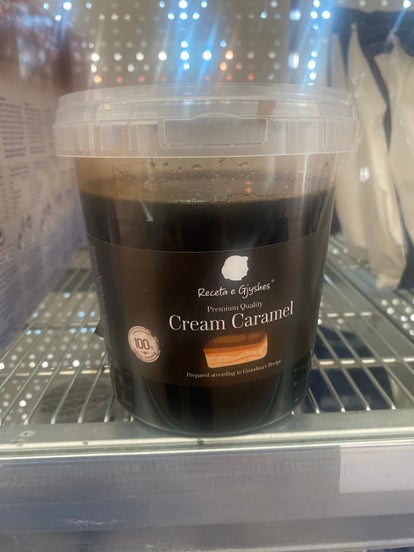 Receta e Gjyshes®
Premium Quality
Cream Caramel
100%
Prepared according to Grandma's Recipe